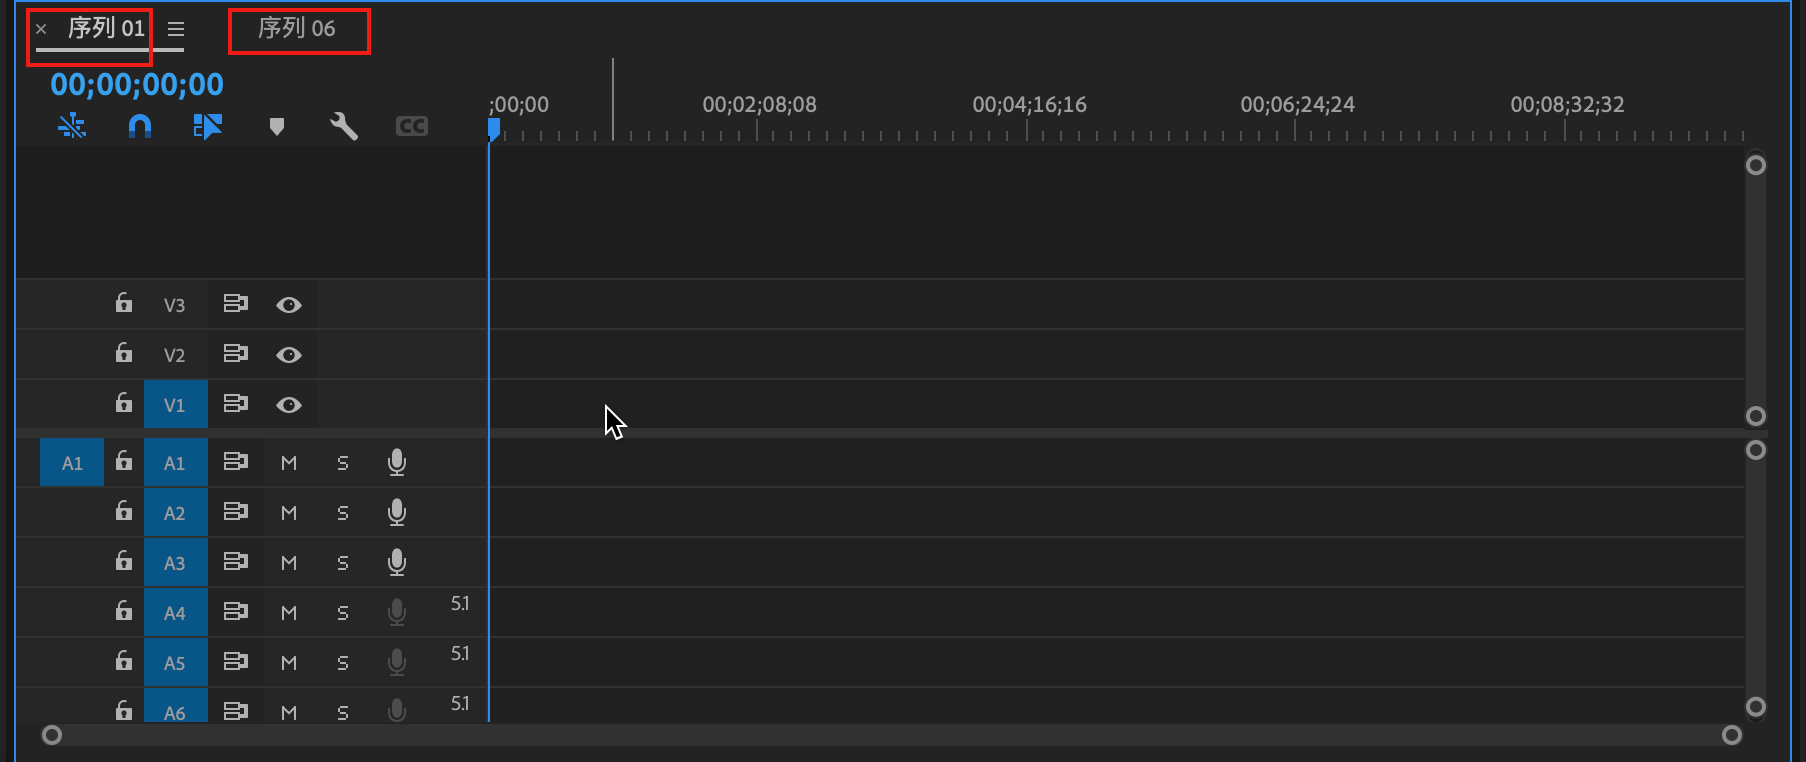 × 序列 01 ☰ 序列 06
00;00;00;00
;00;00 00;02;08;08 00;04;16;16 00;06;24;24 00;08;32;32
CC
V3
V2
V1
A1 A1 M S
A2 M S
A3 M S
A4 M S 5.1
A5 M S 5.1
A6 M S 5.1